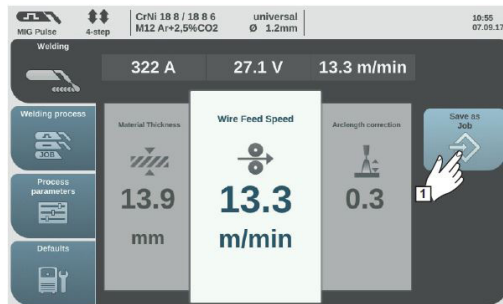 MIG Pulse
4-step
CrNi 18 8 / 18 8 6 universal
M12 Ar+2,5%CO2 Ø 1.2mm
10:55
07.09.17
Welding
322 A 27.1 V 13.3 m/min
Welding process
JOB
Process
parameters
Defaults
Material Thickness
13.9
mm
Wire Feed Speed
13.3
m/min
Arclength correction
0.3
Save as
Job
1